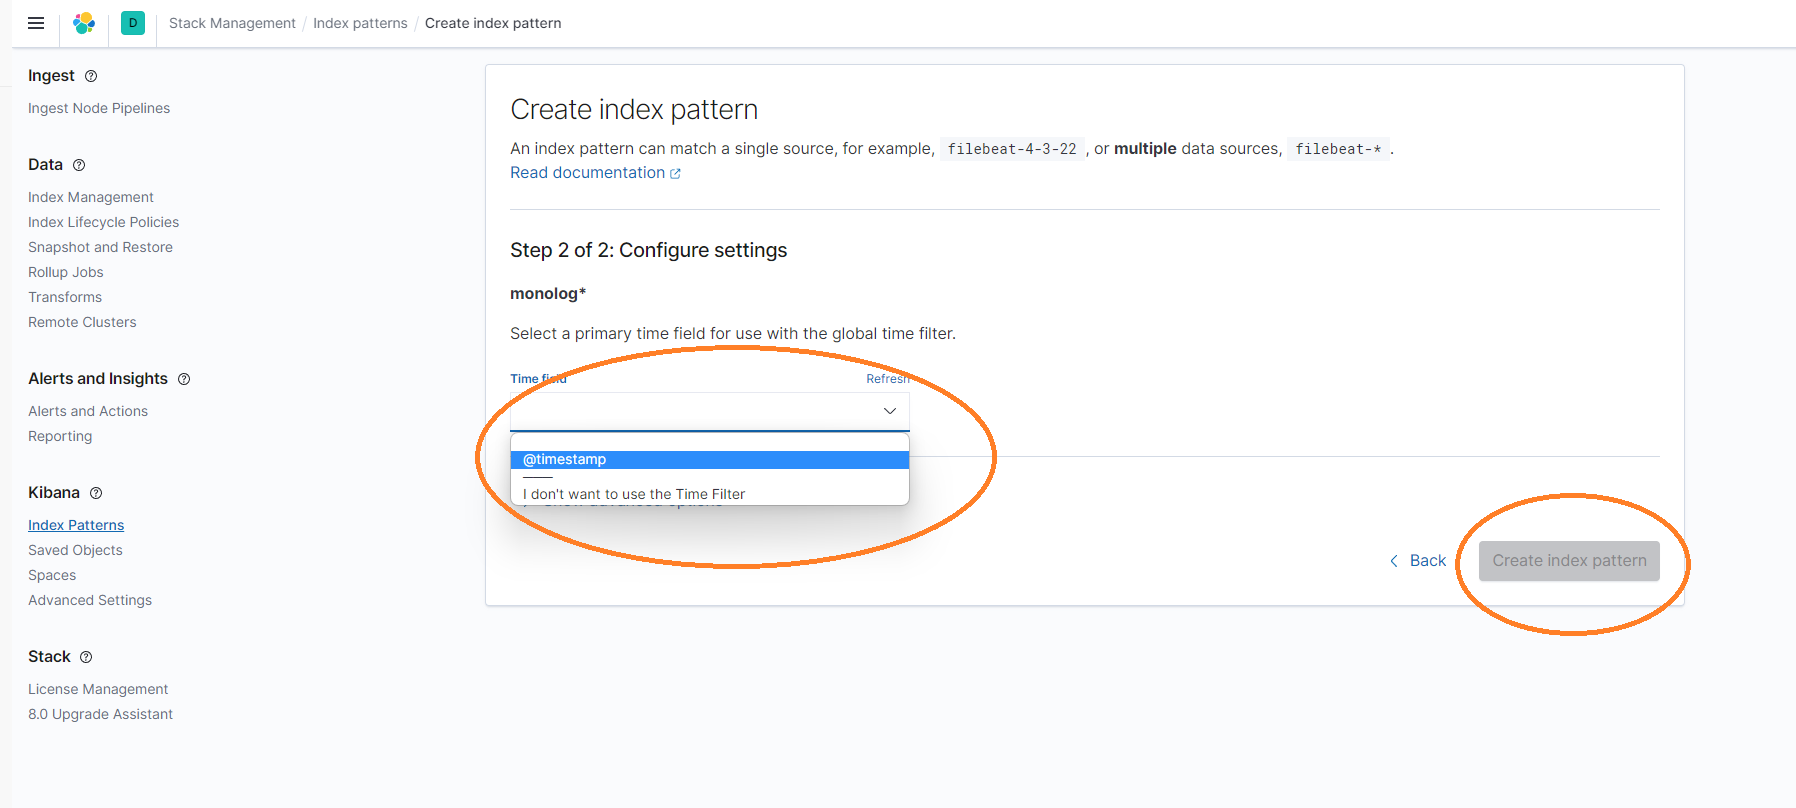 D Stack Management / Index patterns / Create index pattern
Ingest
Ingest Node Pipelines
Data
Index Management
Index Lifecycle Policies
Snapshot and Restore
Rollup Jobs
Transforms
Remote Clusters
Alerts and Insights
Alerts and Actions
Reporting
Kibana
Index Patterns
Saved Objects
Spaces
Advanced Settings
Stack
License Management
8.0 Upgrade Assistant
Create index pattern
An index pattern can match a single source, for example, filebeat-4-3-22 , or multiple data sources, filebeat-* .
Read documentation
Step 2 of 2: Configure settings
monolog*
Select a primary time field for use with the global time filter.
Time field Refresh
@timestamp
I don't want to use the Time Filter
Show advanced options
Back Create index pattern